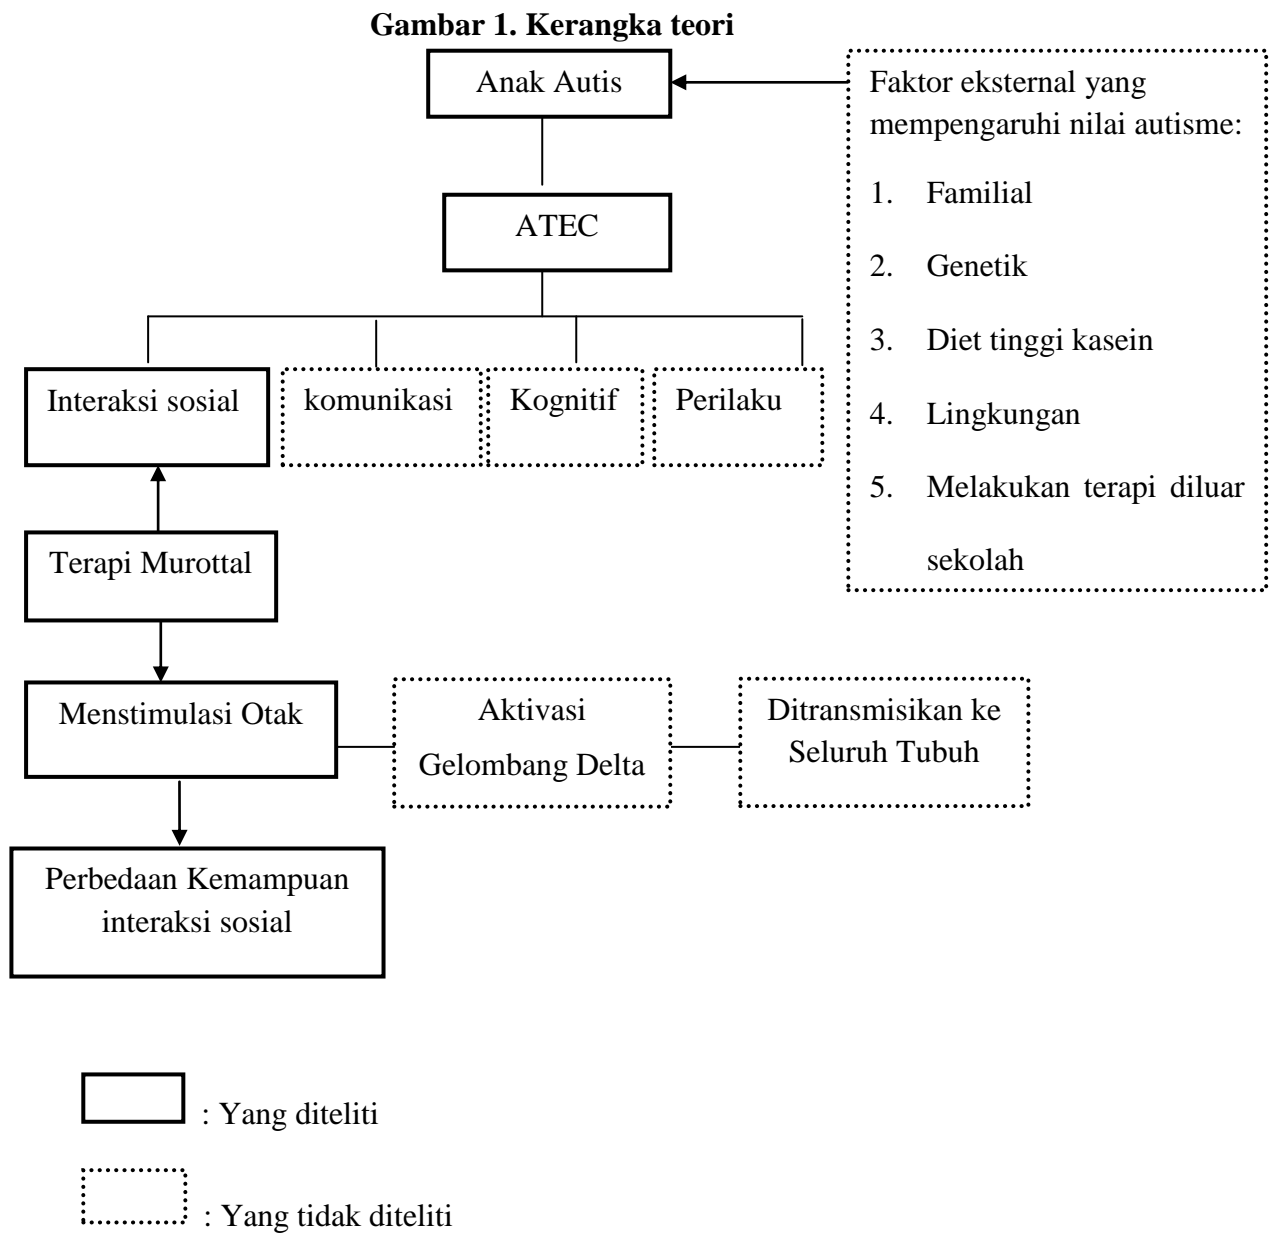 Gambar 1. Kerangka teori
Anak Autis
Faktor eksternal yang
mempengaruhi nilai autisme:
1. Familial
2. Genetik
3. Diet tinggi kasein
4. Lingkungan
5. Melakukan terapi diluar
sekolah
ATEC
Interaksi sosial
komunikasi
Kognitif
Perilaku
Terapi Murottal
Menstimulasi Otak
Aktivasi
Gelombang Delta
Ditransmisikan ke
Seluruh Tubuh
Perbedaan Kemampuan
interaksi sosial
: Yang diteliti
: Yang tidak diteliti